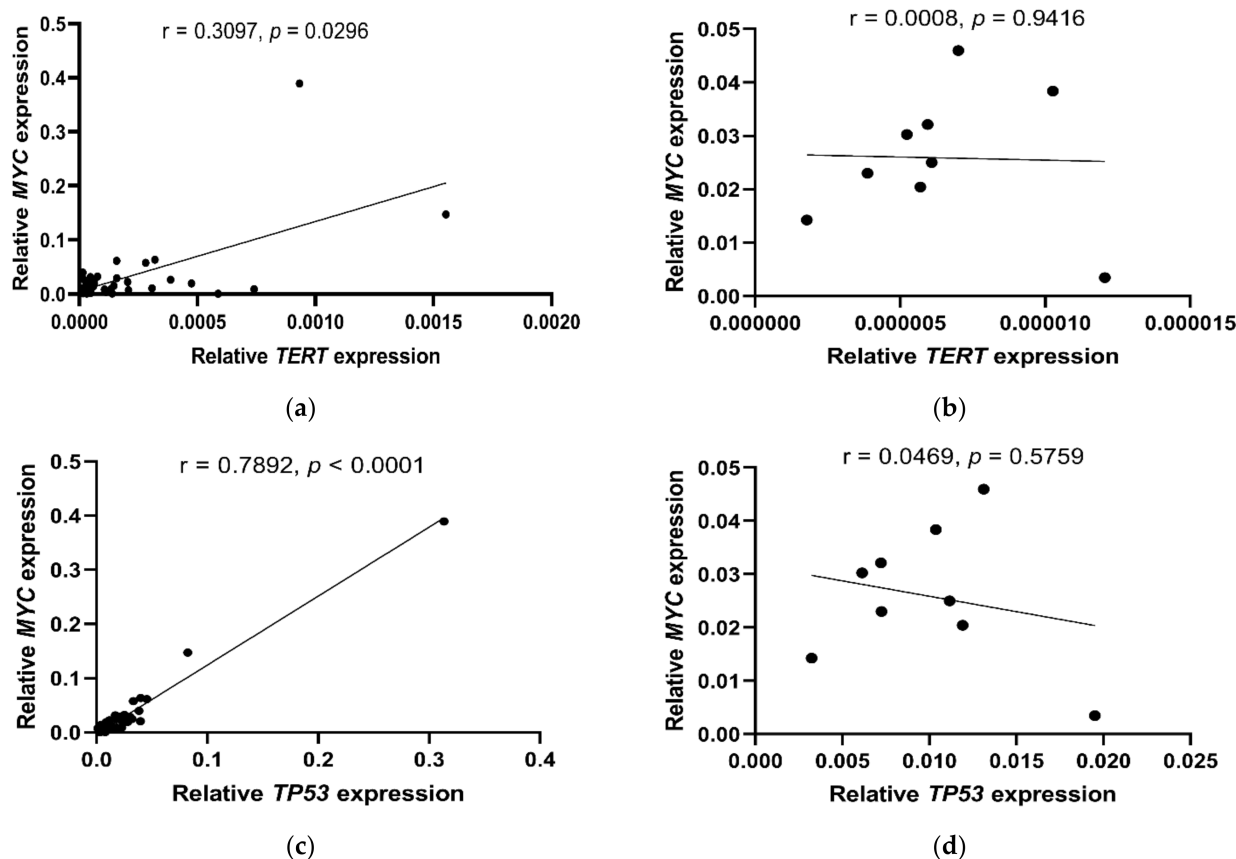 r = 0.3097, p = 0.0296
0.5
0.4
0.3
0.2
0.1
0.0
Relative MYC expression
0.0000 0.0005 0.0010 0.0015 0.0020
Relative TERT expression
(a)
r = 0.0008, p = 0.9416
0.05
0.04
0.03
0.02
0.01
0.00
Relative MYC expression
0.000000 0.000005 0.000010 0.000015
Relative TERT expression
(b)
r = 0.7892, p < 0.0001
0.5
0.4
0.3
0.2
0.1
0.0
Relative MYC expression
0.0 0.1 0.2 0.3 0.4
Relative TP53 expression
(c)
r = 0.0469, p = 0.5759
0.05
0.04
0.03
0.02
0.01
0.00
Relative MYC expression
0.000 0.005 0.010 0.015 0.020 0.025
Relative TP53 expression
(d)